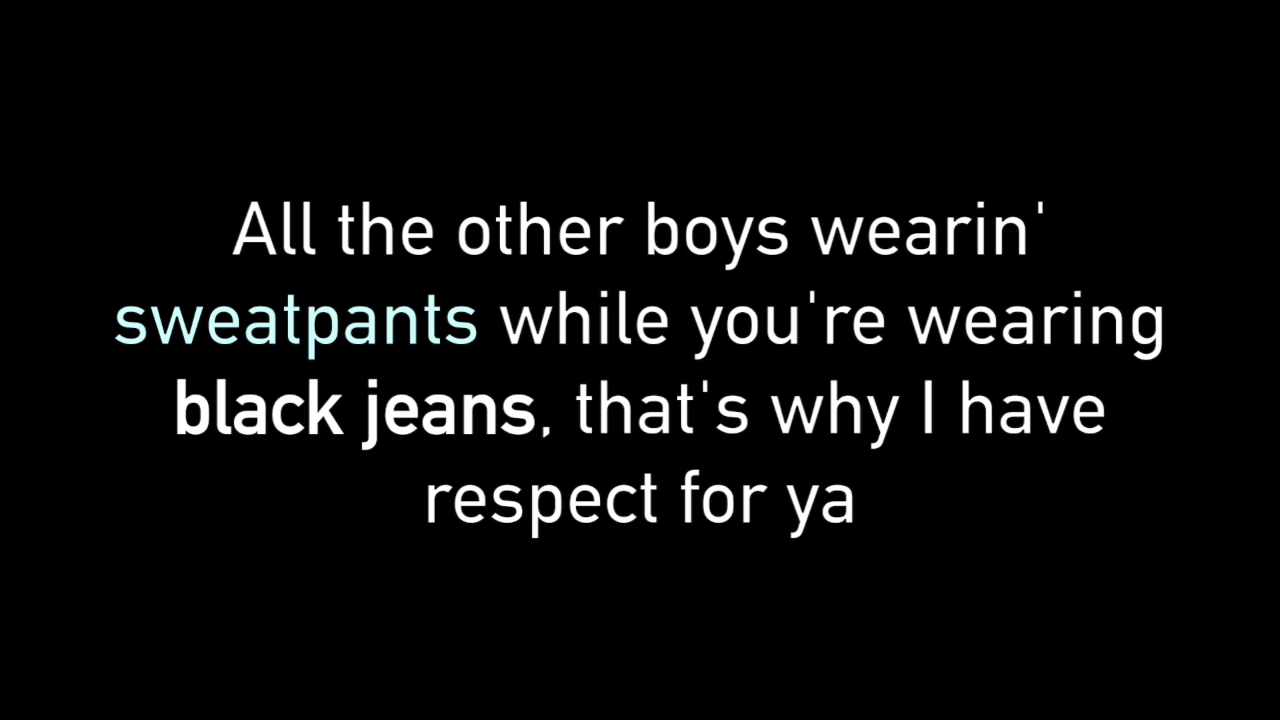 All the other boys wearin'
sweatpants while you're wearing
black jeans, that's why I have
respect for ya